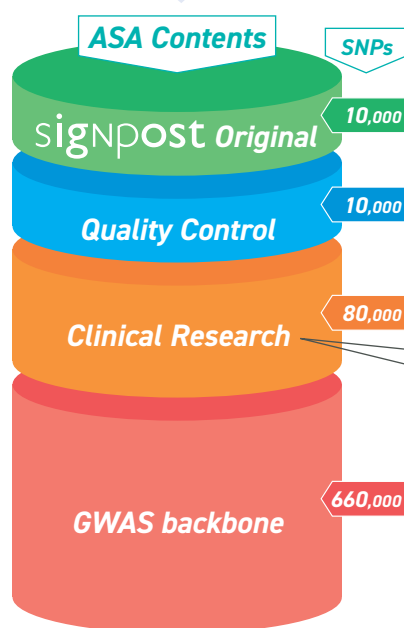 ASA Contents
SNPs
signpost Original
10,000
Quality Control
10,000
Clinical Research
80,000
GWAS backbone
660,000